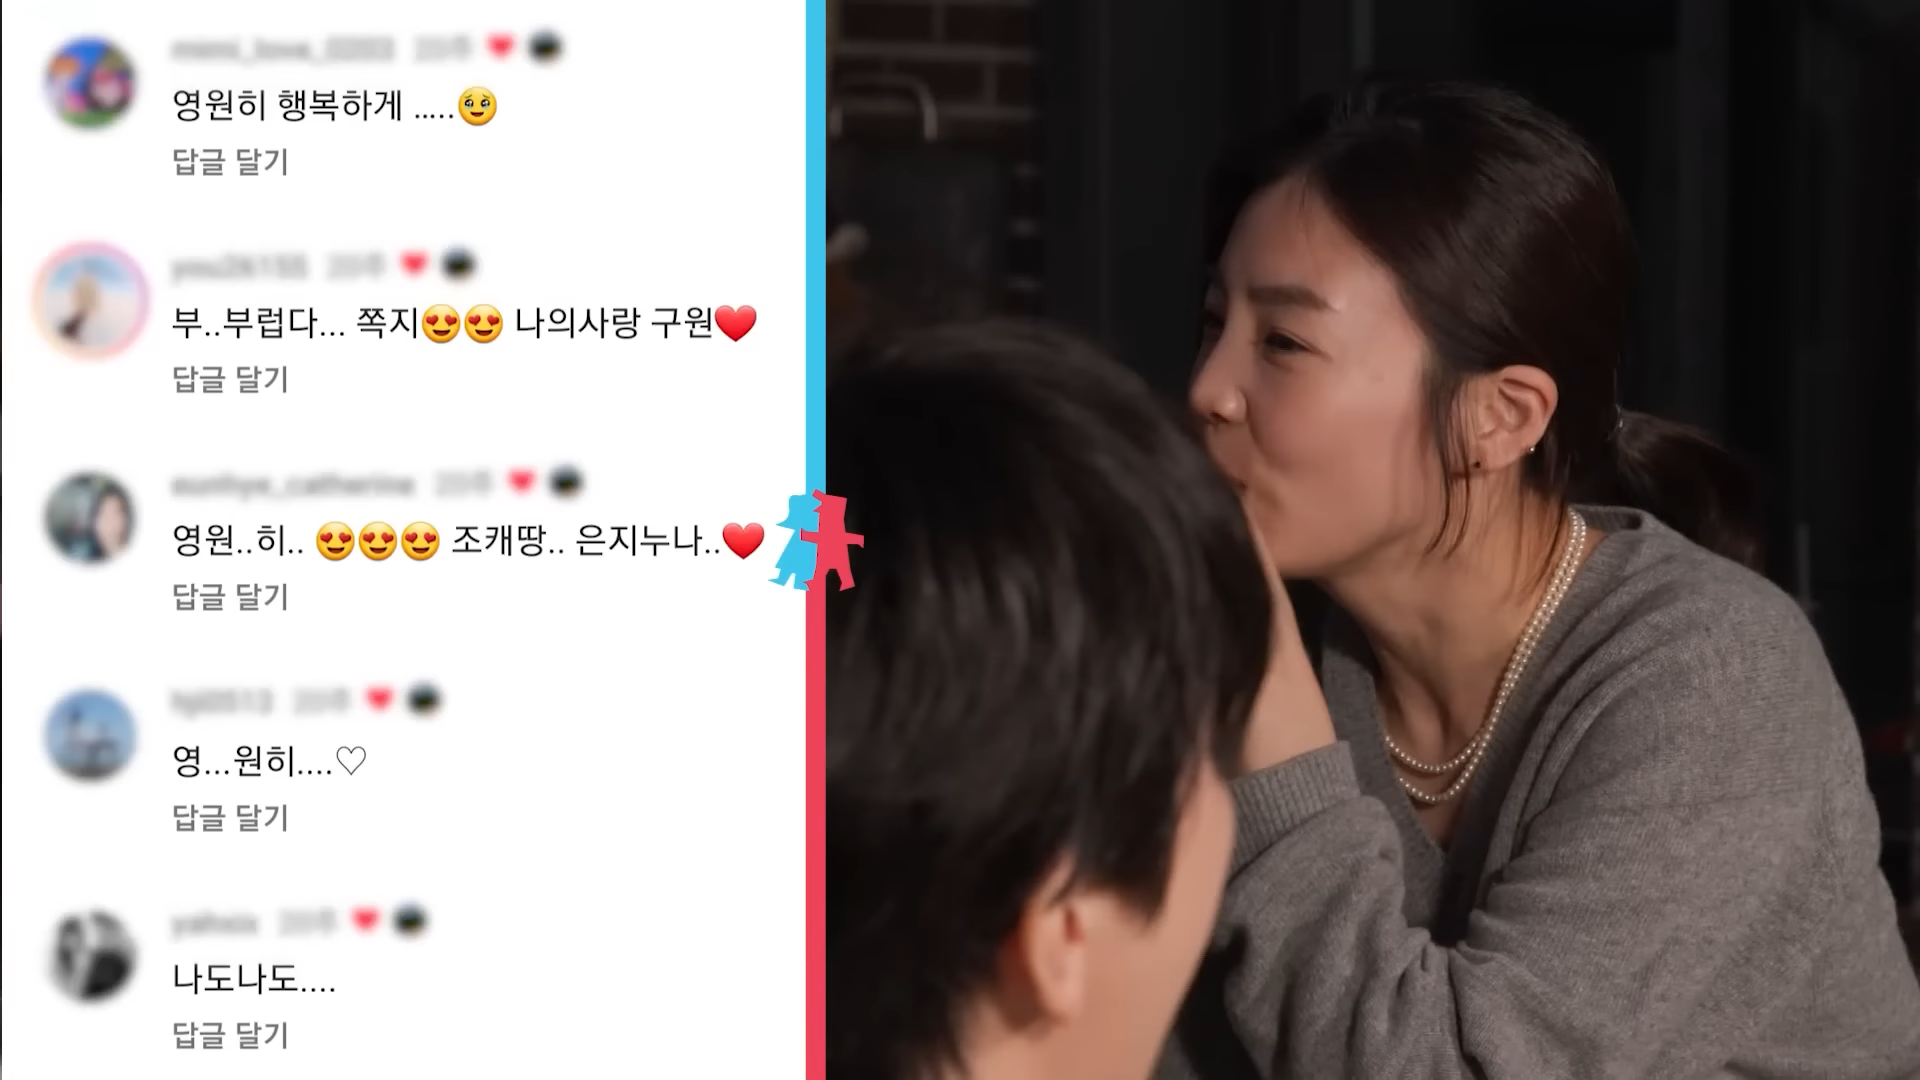 영원히 행복하게 .....🥹
답글 달기
부..부럽다... 쪽지😍😍 나의사랑 구원❤️
답글 달기
영원..히.. 😍😍😍 조캐땅.. 은지누나..❤️
답글 달기
영...원히....♡
답글 달기
나도나도....
답글 달기